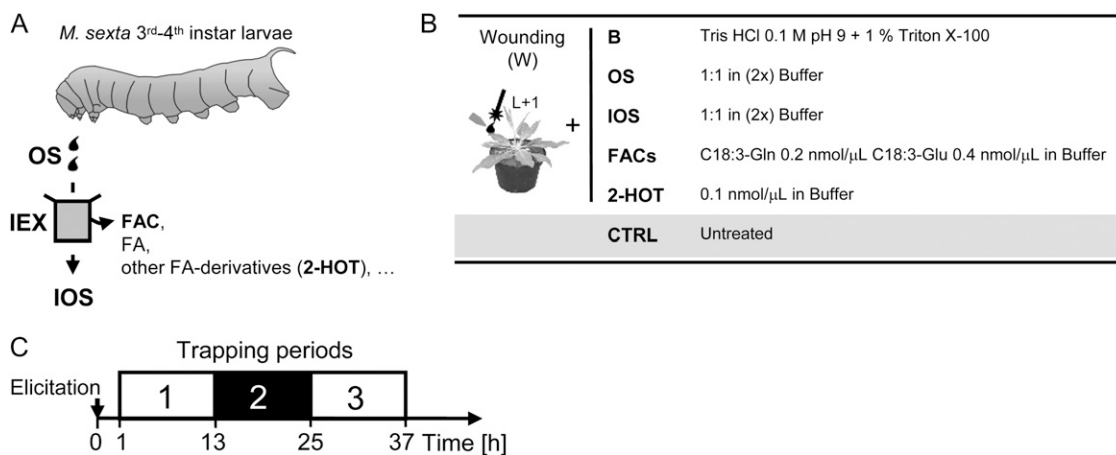 A
M. sexta 3rd-4th instar larvae
OS
IEX
FAC,
FA,
other FA-derivatives (2-HOT), …
IOS
B
Wounding
(W)
L+1
+
B Tris HCl 0.1 M pH 9 + 1 % Triton X-100
OS 1:1 in (2x) Buffer
IOS 1:1 in (2x) Buffer
FACs C18:3-Gln 0.2 nmol/µL C18:3-Glu 0.4 nmol/µL in Buffer
2-HOT 0.1 nmol/µL in Buffer
CTRL Untreated
C
Trapping periods
Elicitation
1 2 3
0 1 13 25 37 Time [h]